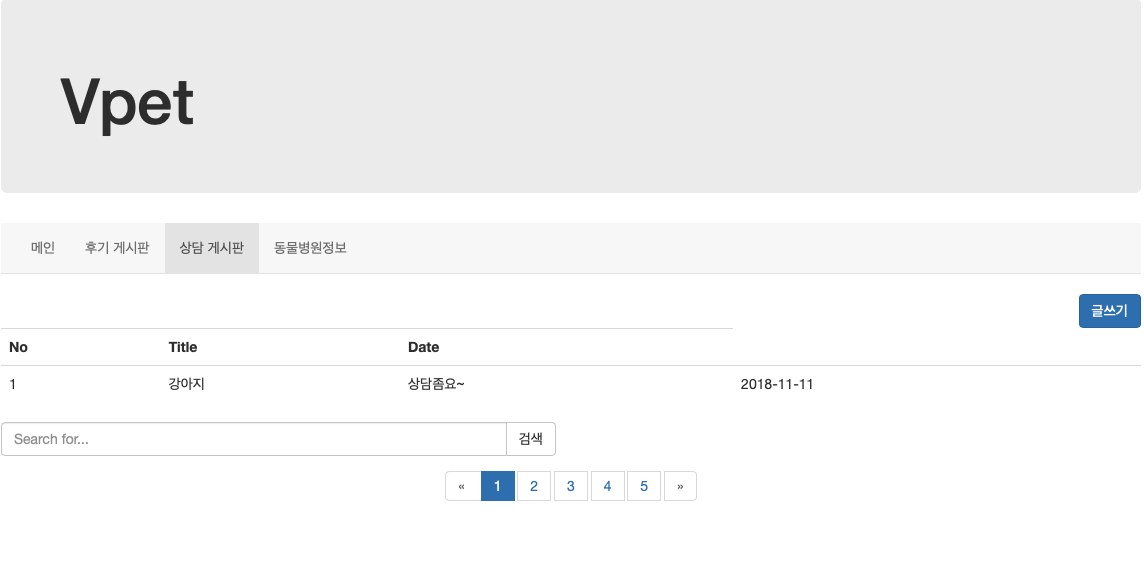 Vpet
메인 후기 게시판 상담 게시판 동물병원정보
글쓰기
No Title Date
1 강아지 상담좀요~ 2018-11-11
Search for... 검색
« 1 2 3 4 5 »